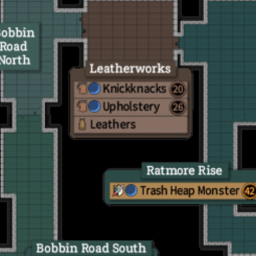 Bobbin
Road
North
Leatherworks
Knickknacks 20
Upholstery 26
Leathers
Ratmore Rise
Trash Heap Monster 42
Bobbin Road South